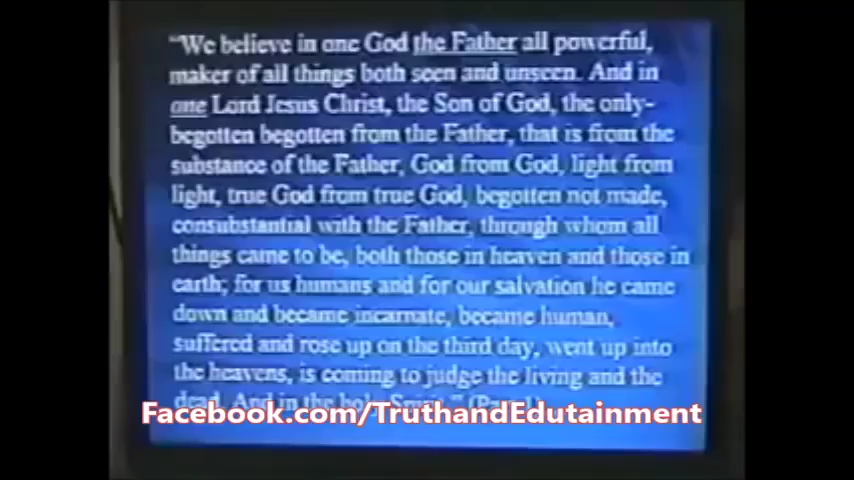 "We believe in one God the Father all powerful,
maker of all things both seen and unseen. And in
one Lord Jesus Christ, the Son of God, the only-
begotten begotten from the Father, that is from the
substance of the Father, God from God, light from
light, true God from true God, begotten not made,
consubstantial with the Father, through whom all
things came to be, both those in heaven and those in
earth; for us humans and for our salvation he came
down and became incarnate, became human,
suffered and rose up on the third day, went up into
the heavens, is coming to judge the living and the
dead. And in the holy Spirit."
Facebook.com/TruthandEdutainment